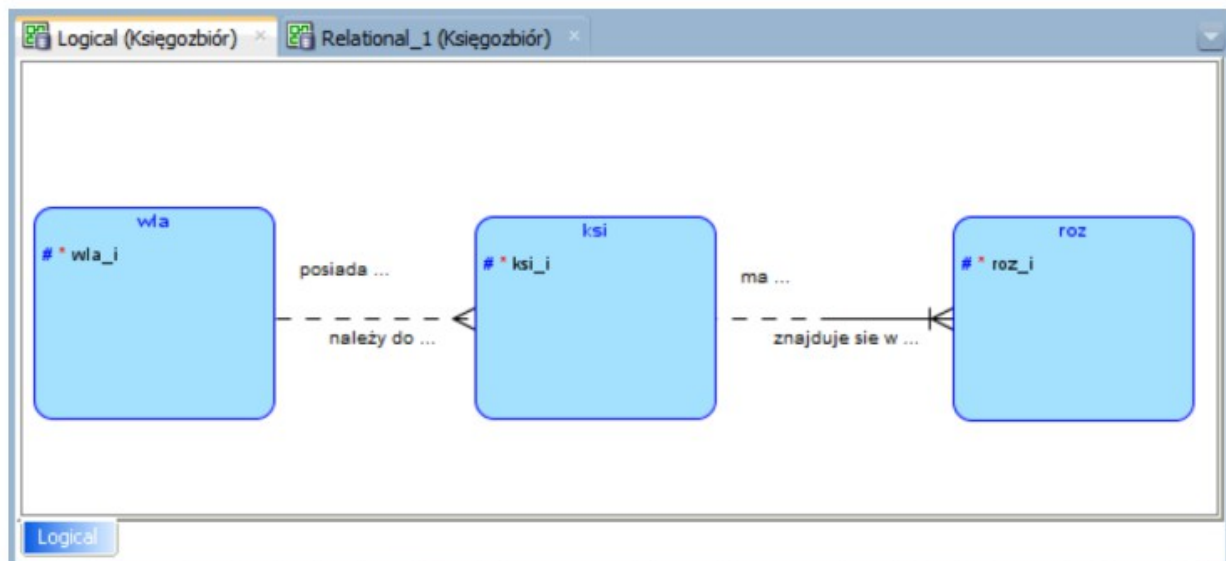 Logical (Księgozbiór) × Relational_1 (Księgozbiór) ×
wla
# * wla_i
posiada ...
należy do ...
ksi
# * ksi_i
ma ...
znajduje sie w ...
roz
# * roz_i
Logical